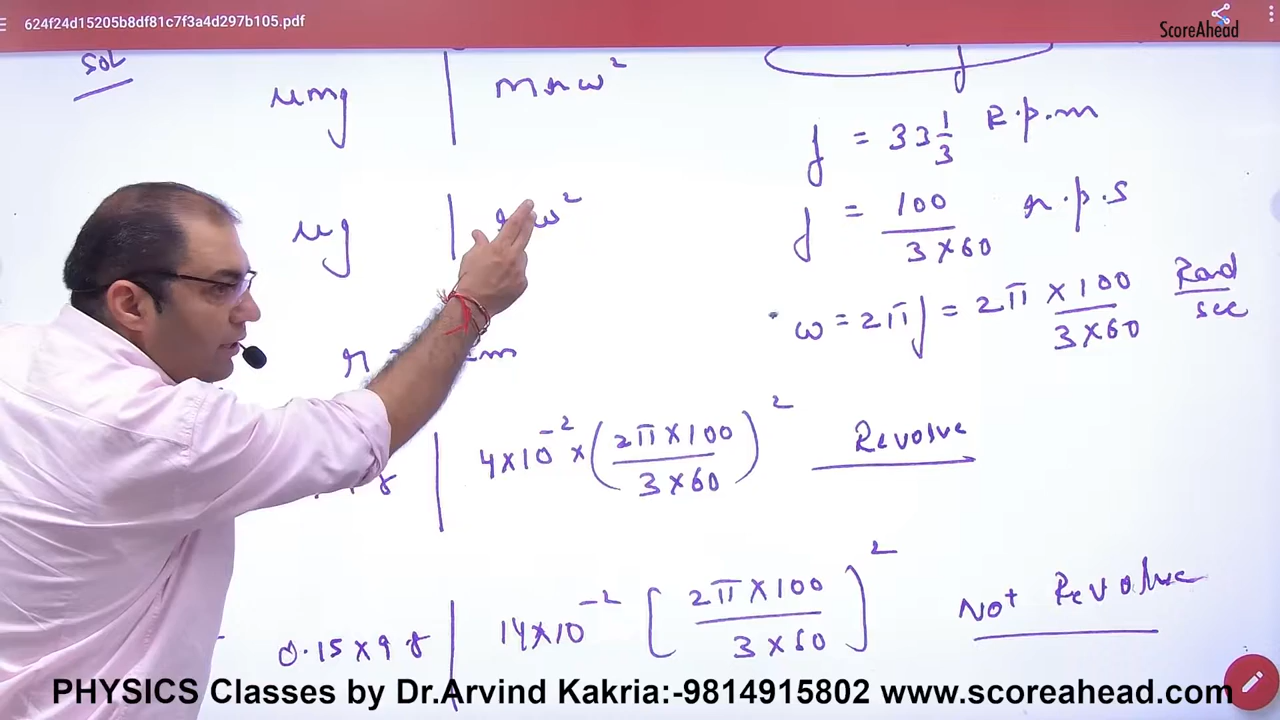 624f24d15205b8df81c7f3a4d297b105.pdf
ScoreAhead
Sol
μmg | mrω²
μg | rω²
f = 33 1/3 R.p.m
f = 100/(3×60) r.p.s
ω = 2πf = 2π × 100/(3×60) Rad/sec
r
4×10⁻² × (2π×100/(3×60))² Revolve
0.15×9.8 | 14×10⁻² [2π×100/(3×60)]² Not Revolve
PHYSICS Classes by Dr.Arvind Kakria:-9814915802 www.scoreahead.com